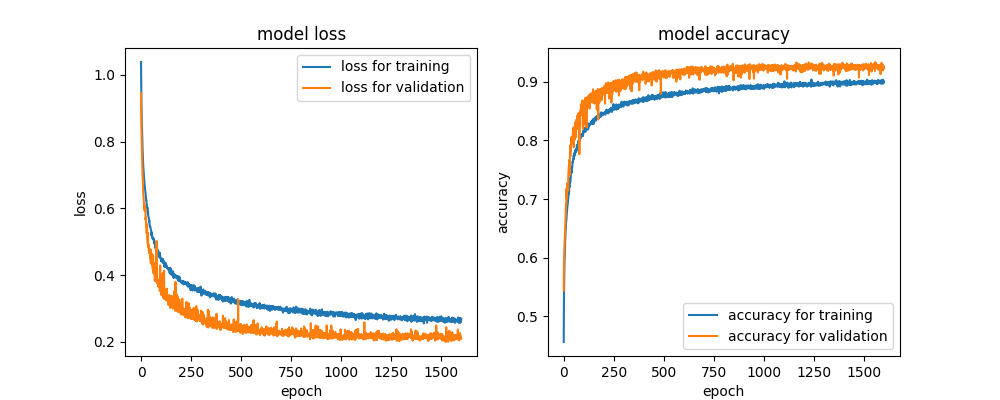 model loss
loss for training
loss for validation
1.0
0.8
0.6
0.4
0.2
loss
0
250
500
750
1000
1250
1500
epoch
model accuracy
0.9
0.8
0.7
0.6
0.5
accuracy
accuracy for training
accuracy for validation
0
250
500
750
1000
1250
1500
epoch